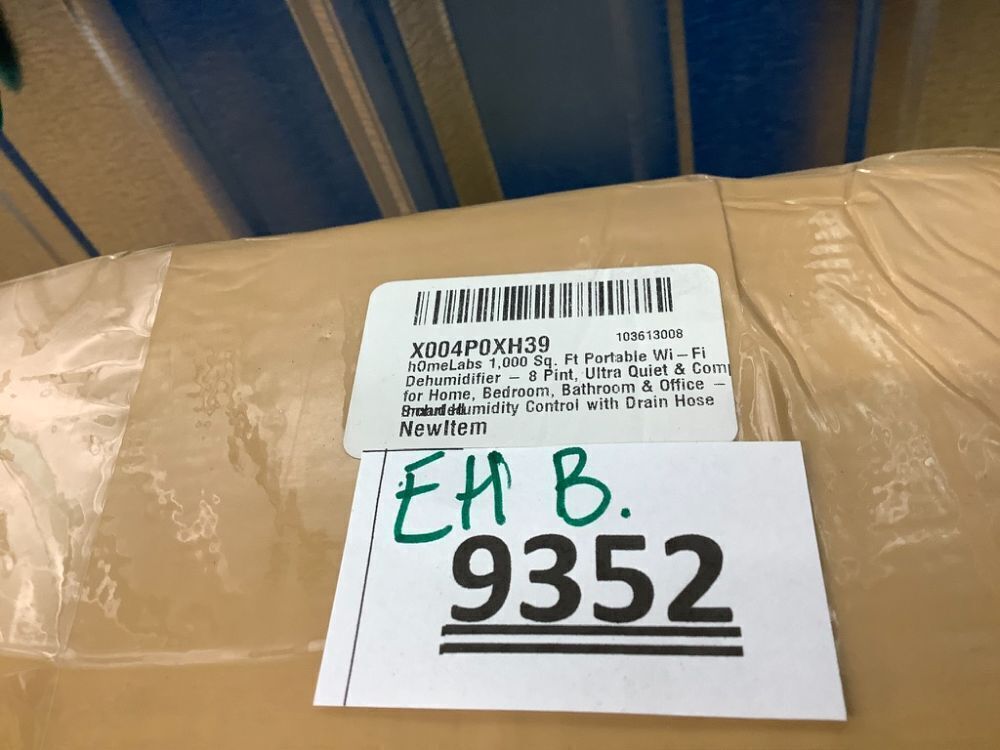 X004P0XH39
103613008
hOmeLabs 1,000 Sq. Ft Portable Wi-Fi
Dehumidifier – 8 Pint, Ultra Quiet & Comp
for Home, Bedroom, Bathroom & Office –
Humidity Control with Drain Hose
NewItem
EH B.
9352